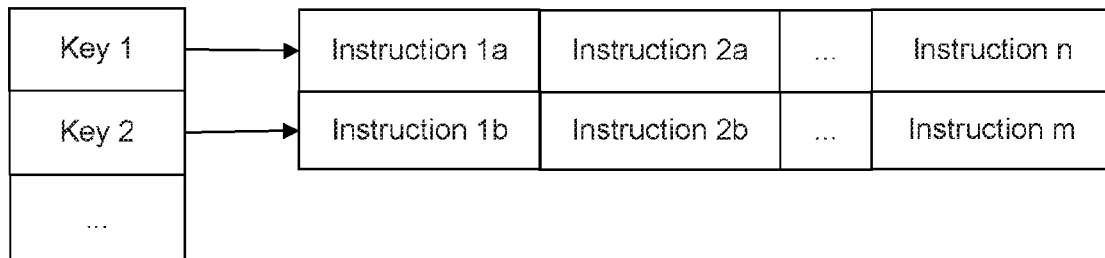 Key 1 Instruction 1a Instruction 2a ... Instruction n
Key 2 Instruction 1b Instruction 2b ... Instruction m
...